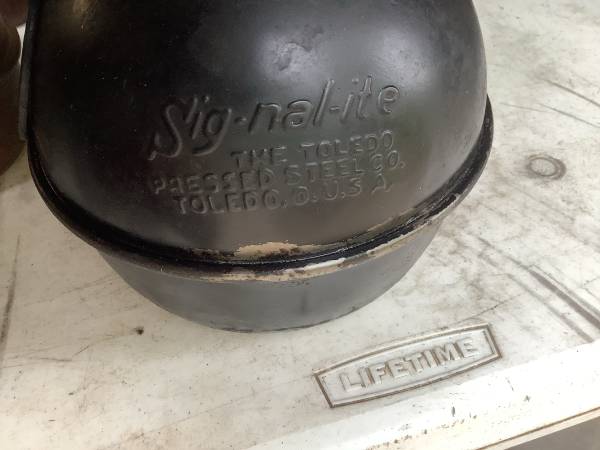 Sig-nal-ite
THE TOLEDO
PRESSED STEEL CO.
TOLEDO, O. U.S.A.
LIFETIME